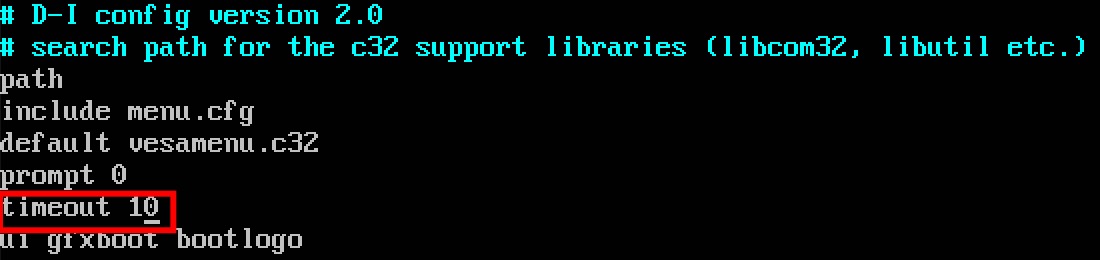 # D-I config version 2.0
# search path for the c32 support libraries (libcom32, libutil etc.)
path
include menu.cfg
default vesamenu.c32
prompt 0
timeout 10
ui gfxboot bootlogo